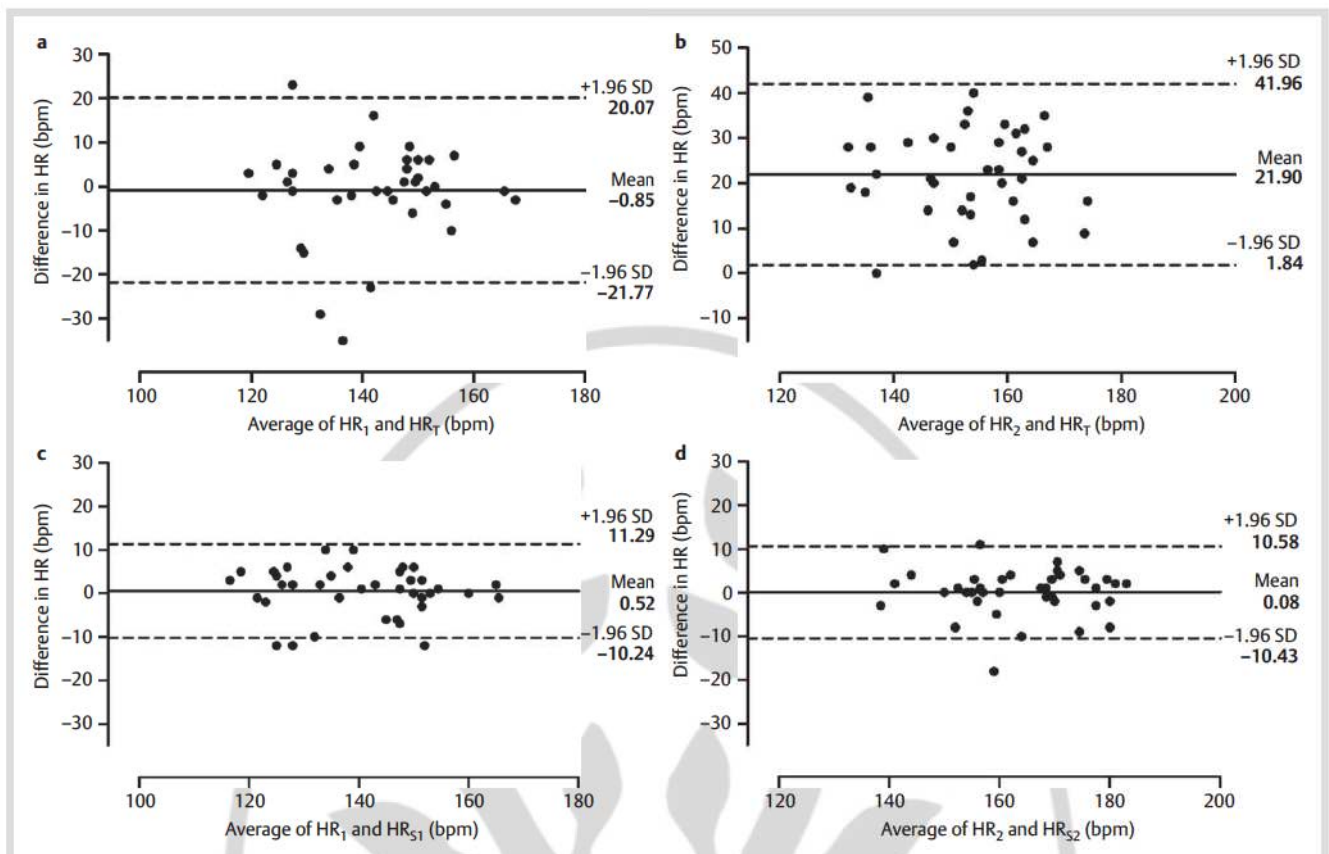 a
30
20
10
0
−10
−20
−30
Difference in HR (bpm)
+1.96 SD
20.07
Mean
−0.85
−1.96 SD
−21.77
100 120 140 160 180
Average of HR1 and HRT (bpm)
b
50
40
30
20
10
0
−10
Difference in HR (bpm)
+1.96 SD
41.96
Mean
21.90
−1.96 SD
1.84
120 140 160 180 200
Average of HR2 and HRT (bpm)
c
30
20
10
0
−10
−20
−30
Difference in HR (bpm)
+1.96 SD
11.29
Mean
0.52
−1.96 SD
−10.24
100 120 140 160 180
Average of HR1 and HRS1 (bpm)
d
30
20
10
0
−10
−20
−30
Difference in HR (bpm)
+1.96 SD
10.58
Mean
0.08
−1.96 SD
−10.43
120 140 160 180 200
Average of HR2 and HRS2 (bpm)